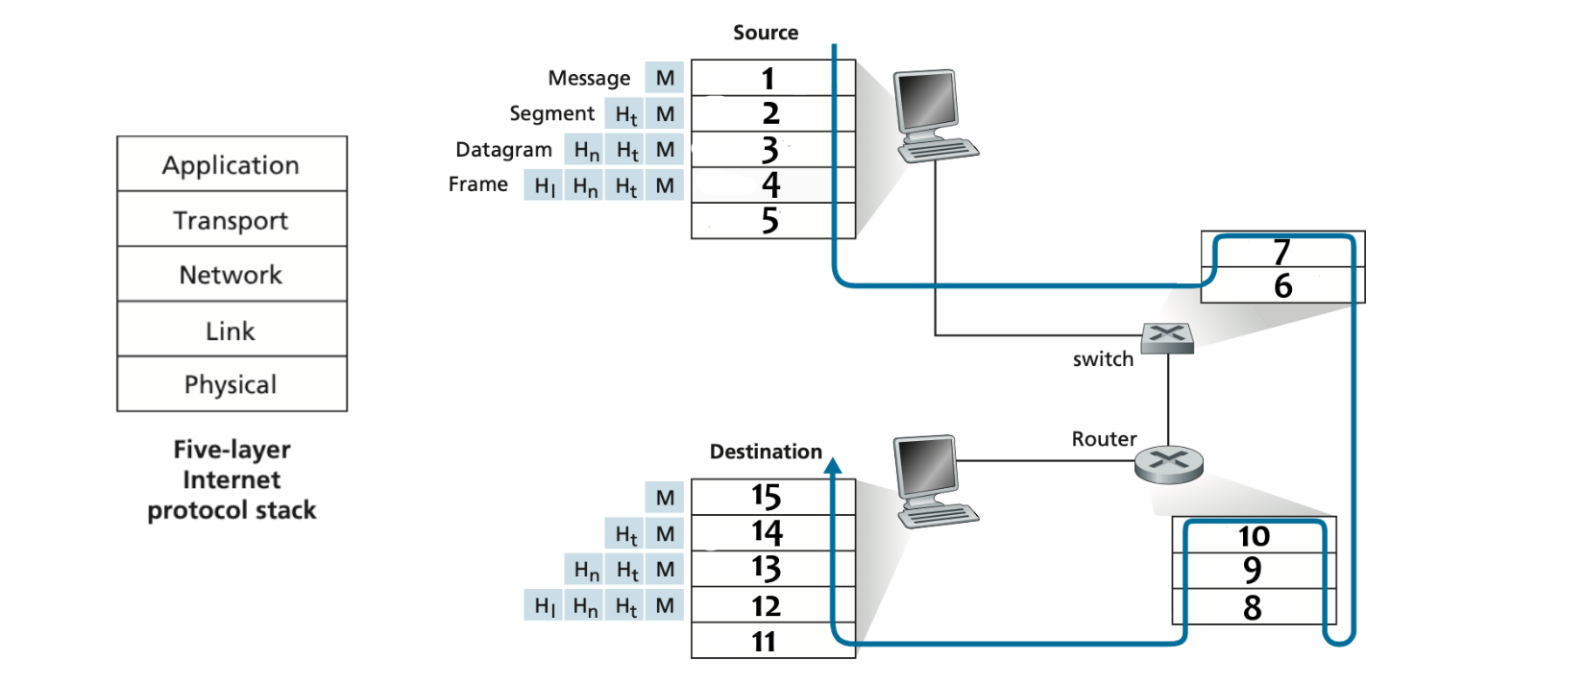 Application
Transport
Network
Link
Physical
Five-layer
Internet
protocol stack
Source
Message M 1
Segment Ht M 2
Datagram Hn Ht M 3
Frame Hl Hn Ht M 4
5
7
6
switch
Router
Destination
M 15
Ht M 14
Hn Ht M 13
Hl Hn Ht M 12
11
10
9
8